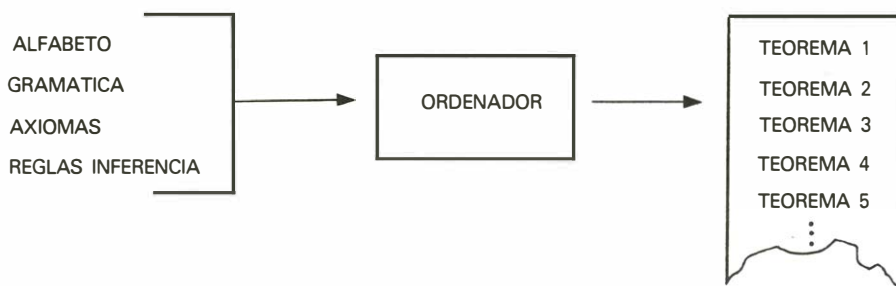 ALFABETO
GRAMATICA
AXIOMAS
REGLAS INFERENCIA
ORDENADOR
TEOREMA 1
TEOREMA 2
TEOREMA 3
TEOREMA 4
TEOREMA 5